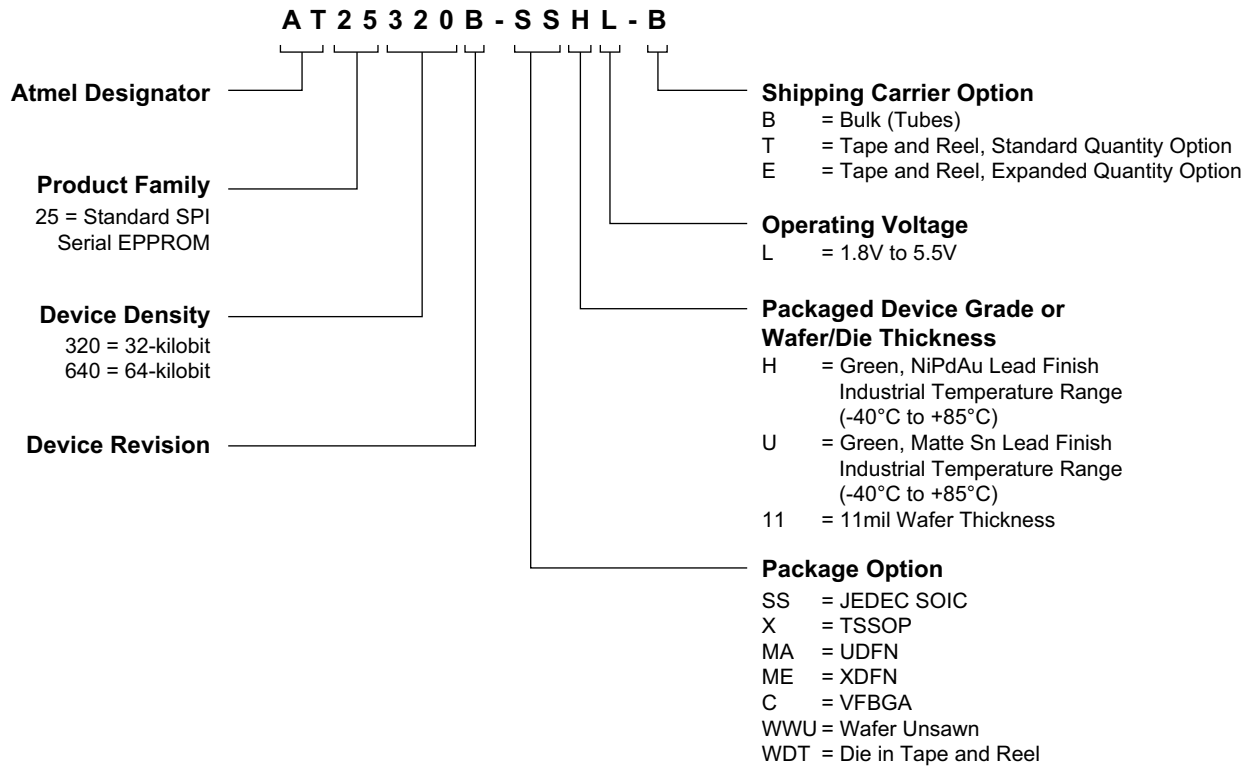 AT25320B-SSHL-B
Atmel Designator
Product Family
25 = Standard SPI
Serial EPPROM
Device Density
320 = 32-kilobit
640 = 64-kilobit
Device Revision
Shipping Carrier Option
B = Bulk (Tubes)
T = Tape and Reel, Standard Quantity Option
E = Tape and Reel, Expanded Quantity Option
Operating Voltage
L = 1.8V to 5.5V
Packaged Device Grade or
Wafer/Die Thickness
H = Green, NiPdAu Lead Finish
Industrial Temperature Range
(-40°C to +85°C)
U = Green, Matte Sn Lead Finish
Industrial Temperature Range
(-40°C to +85°C)
11 = 11mil Wafer Thickness
Package Option
SS = JEDEC SOIC
X = TSSOP
MA = UDFN
ME = XDFN
C = VFBGA
WWU = Wafer Unsawn
WDT = Die in Tape and Reel